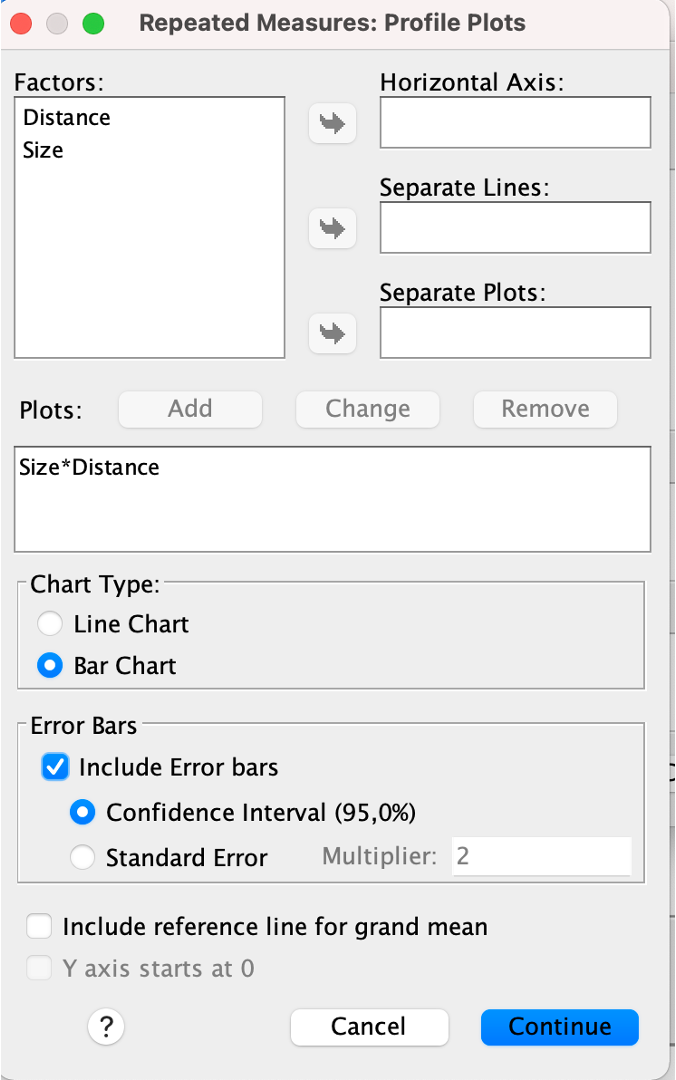 Repeated Measures: Profile Plots
Factors:
Distance
Size
Horizontal Axis:
Separate Lines:
Separate Plots:
Plots: Add Change Remove
Size*Distance
Chart Type:
Line Chart
Bar Chart
Error Bars
Include Error bars
Confidence Interval (95,0%)
Standard Error Multiplier: 2
Include reference line for grand mean
Y axis starts at 0
? Cancel Continue